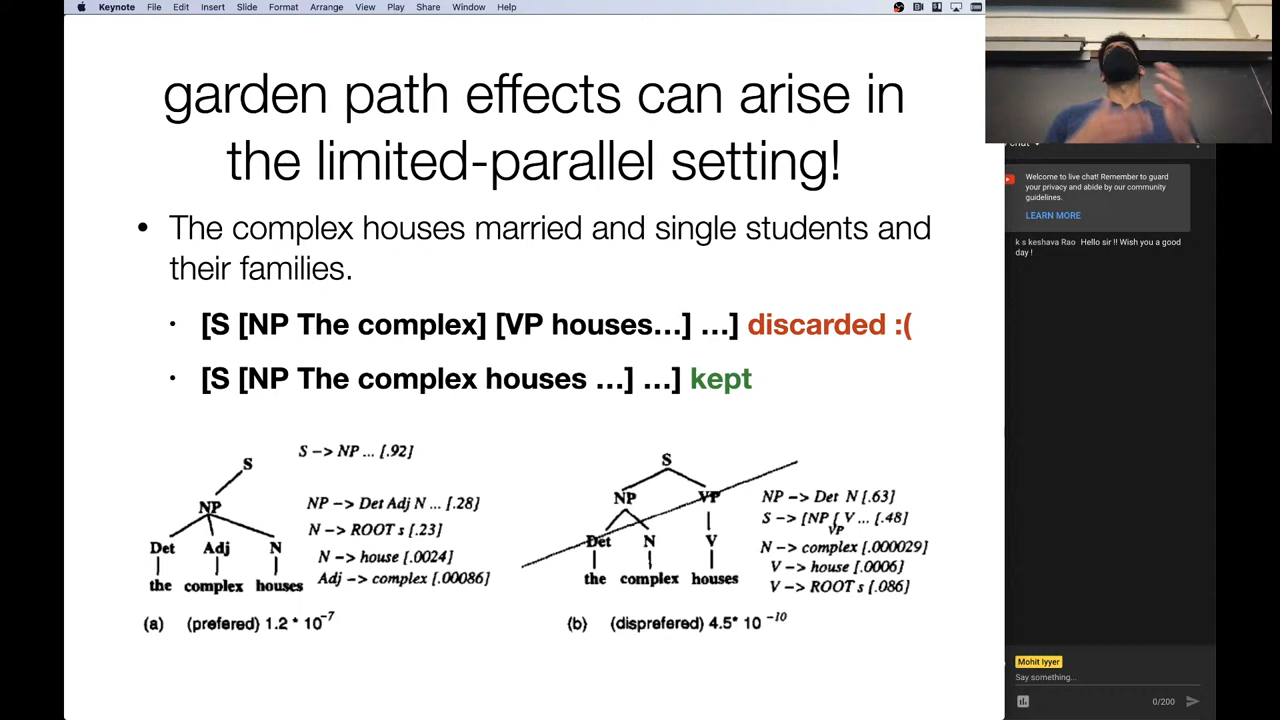 Keynote File Edit Insert Slide Format Arrange View Play Share Window Help
garden path effects can arise in
the limited-parallel setting!
• The complex houses married and single students and
their families.
• [S [NP The complex] [VP houses…] …] discarded :(
• [S [NP The complex houses …] …] kept
S
S —> NP ... [.92]
NP
NP —> Det Adj N ... [.28]
N —> ROOT s [.23]
Det Adj N
N —> house [.0024]
the complex houses
Adj —> complex [.00086]
(a) (prefered) 1.2 * 10⁻⁷
S
NP VP
NP —> Det N [.63]
S —> [NP [VP V ... [.48]
Det N V
N —> complex [.000029]
V —> house [.0006]
the complex houses
V —> ROOT s [.086]
(b) (disprefered) 4.5* 10 ⁻¹⁰
Welcome to live chat! Remember to guard
your privacy and abide by our community
guidelines.
LEARN MORE
k s keshava Rao Hello sir !! Wish you a good
day !
Mohit Iyyer
Say something...
0/200